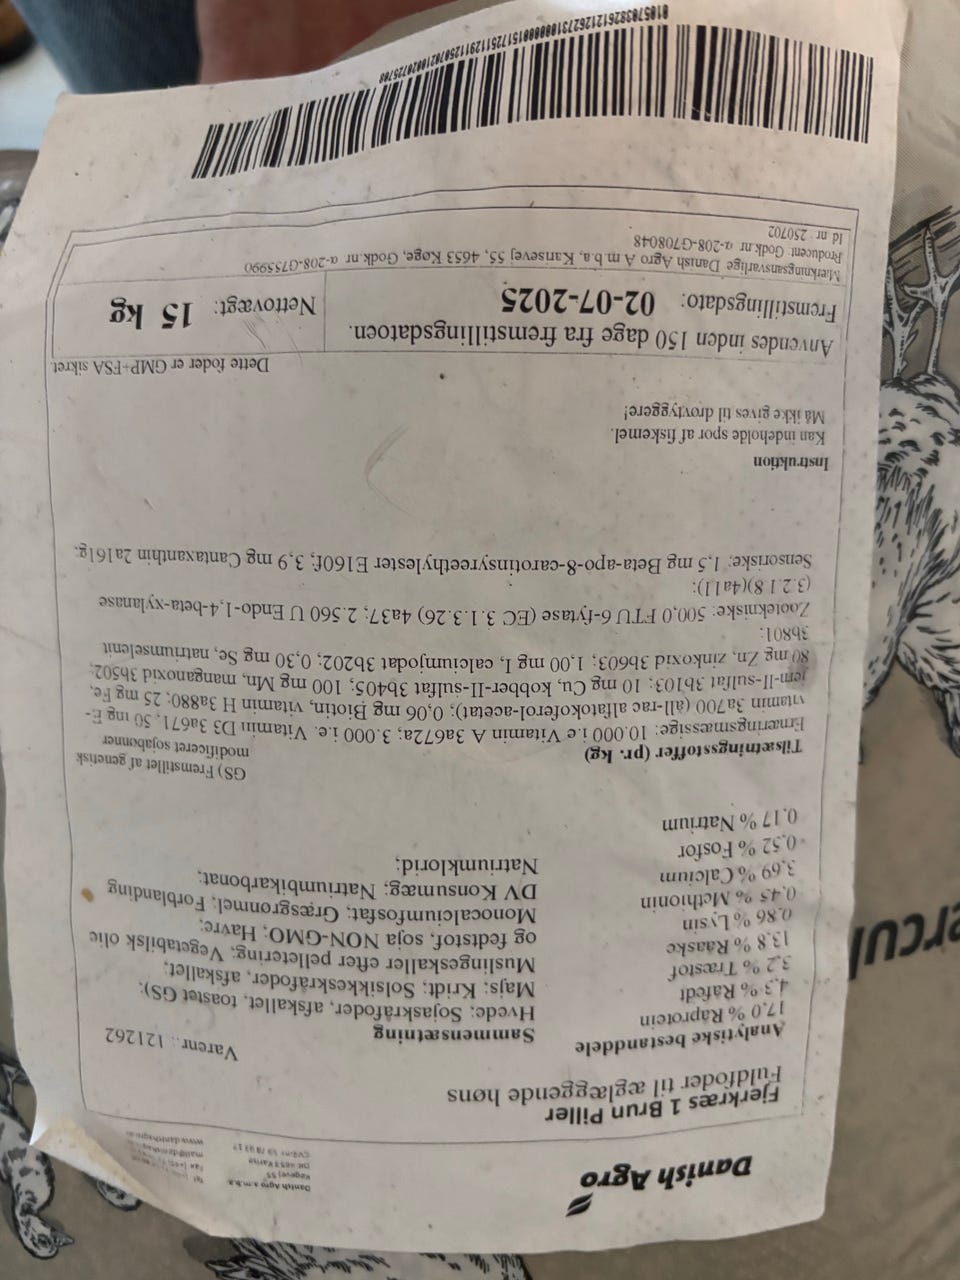 Danish Agro
Danish Agro a.m.b.a.
Køgevej 55
DK-4653 Karise
Fjerkræs 1 Brun Piller
Fuldfoder til æglæggende høns
Varenr.: 121262
Analytiske bestanddele
17,0 % Råprotein
4,3 % Råfedt
3,2 % Træstof
13,8 % Råaske
0,86 % Lysin
0,45 % Methionin
3,69 % Calcium
0,52 % Fosfor
0,17 % Natrium
Sammensætning
Hvede; Sojaskråfoder, afskallet, toastet GS);
Majs; Kridt; Solsikkeskråfoder, afskallet;
Muslingeskaller efter pelletering; Vegetabilsk olie
og fedtstof, soja NON-GMO; Havre;
Monocalciumfosfat; Græsgrønmel; Forblanding
DV Konsumæg; Natriumbikarbonat;
Natriumklorid;
GS) Fremstillet af genetisk
modificeret sojabønner
Tilsætningsstoffer (pr. kg)
Ernæringsmæssige: 10.000 i.e Vitamin A 3a672a; 3.000 i.e. Vitamin D3 3a671, 50 mg E-
vitamin 3a700 (all-rac alfatokoferol-acetat); 0,06 mg Biotin, vitamin H 3a880; 25 mg Fe,
jern-II-sulfat 3b103; 10 mg Cu, kobber-II-sulfat 3b405; 100 mg Mn, manganoxid 3b502;
80 mg Zn, zinkoxid 3b603; 1,00 mg I, calciumjodat 3b202; 0,30 mg Se, natriumselenit
3b801;
Zootekniske: 500,0 FTU 6-fytase (EC 3.1.3.26) 4a37; 2.560 U Endo-1,4-beta-xylanase
(3.2.1.8)(4a11);
Sensoriske: 1,5 mg Beta-apo-8-carotinsyreethylester E160f; 3,9 mg Cantaxanthin 2a161g;
Instruktion
Kan indeholde spor af fiskemel.
Må ikke gives til drøvtyggere!
Dette foder er GMP+FSA sikret
Anvendes inden 150 dage fra fremstillingsdatoen.
Fremstillingsdato: 02-07-2025
Nettovægt: 15 kg
Mærkningsansvarlige Danish Agro A.m.b.a, Karisevej 55, 4653 Køge, Godk.nr α-208-G755990
Producent Godk.nr α-208-G708048
Id nr 250702